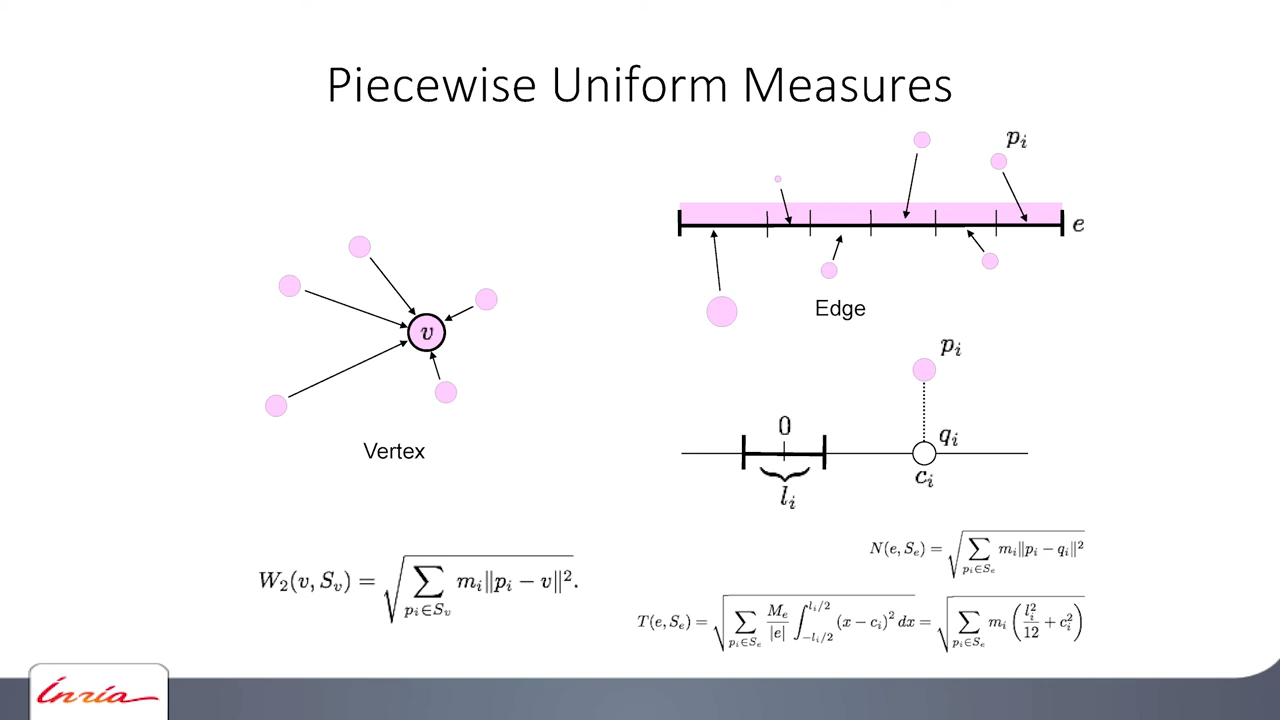 Piecewise Uniform Measures
p_i
e
Edge
v
Vertex
p_i
0
q_i
c_i
l_i
N(e, S_e) = √(∑_{p_i∈S_e} m_i‖p_i − q_i‖²)
W_2(v, S_v) = √(∑_{p_i∈S_v} m_i‖p_i − v‖²).
T(e, S_e) = √(∑_{p_i∈S_e} M_e/|e| ∫_{−l_i/2}^{l_i/2} (x − c_i)² dx) = √(∑_{p_i∈S_e} m_i (l_i²/12 + c_i²))
Inria